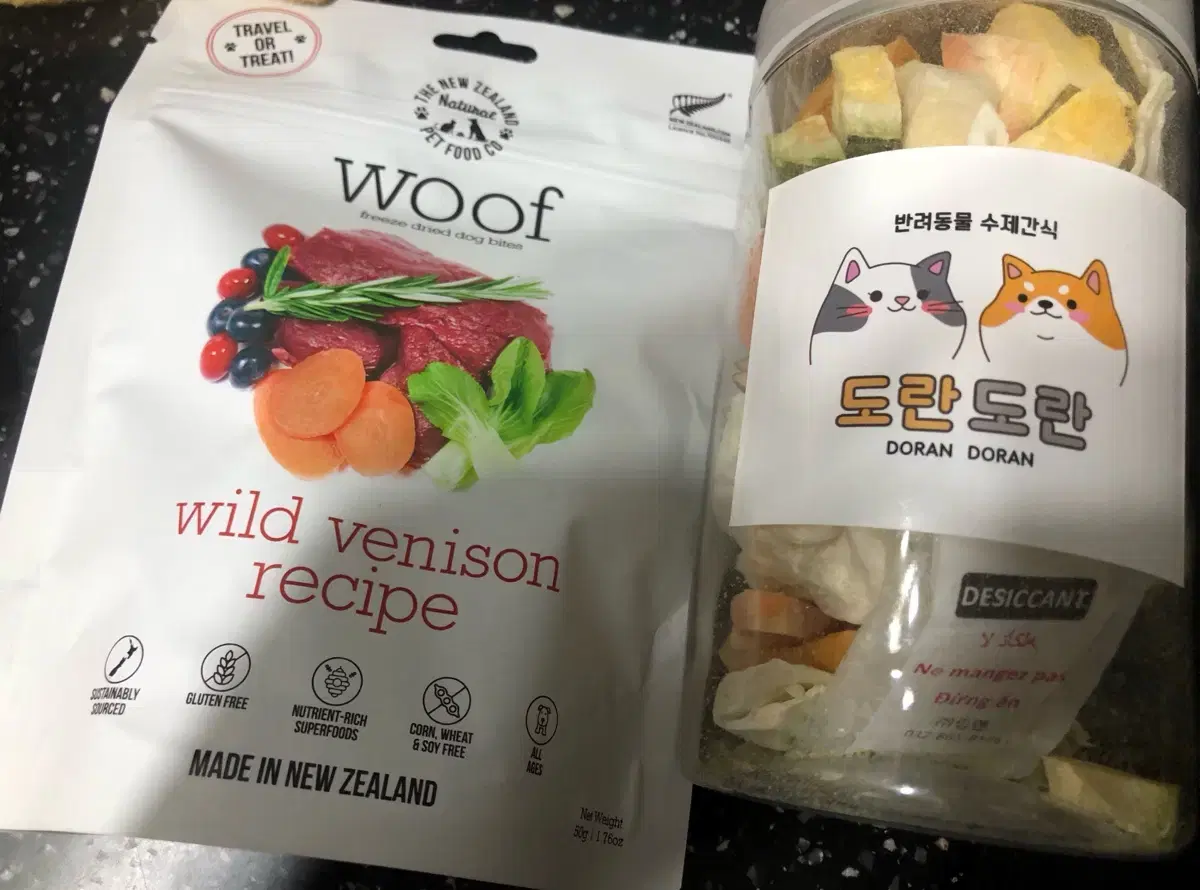 TRAVEL
OR
TREAT!
THE NEW ZEALAND
Natural
PET FOOD CO
woof
freeze dried dog bites
wild venison
recipe
SUSTAINABLY
SOURCED
GLUTEN FREE
NUTRIENT-RICH
SUPERFOODS
CORN, WHEAT
& SOY FREE
ALL
AGES
MADE IN NEW ZEALAND
Net Weight
50g | 1.76oz
반려동물 수제간식
도란 도란
DORAN DORAN
DESICCANT
No mangez pas
Đừng ăn